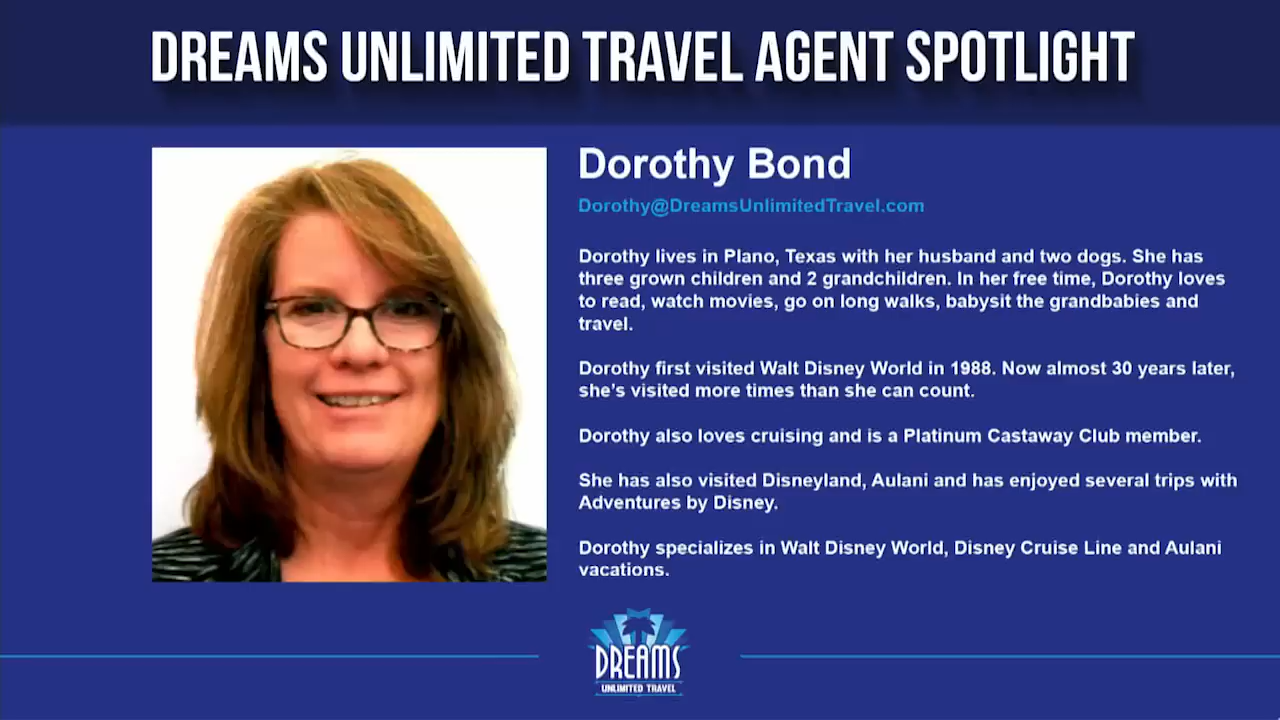 DREAMS UNLIMITED TRAVEL AGENT SPOTLIGHT
Dorothy Bond
Dorothy@DreamsUnlimitedTravel.com
Dorothy lives in Plano, Texas with her husband and two dogs. She has
three grown children and 2 grandchildren. In her free time, Dorothy loves
to read, watch movies, go on long walks, babysit the grandbabies and
travel.
Dorothy first visited Walt Disney World in 1988. Now almost 30 years later,
she's visited more times than she can count.
Dorothy also loves cruising and is a Platinum Castaway Club member.
She has also visited Disneyland, Aulani and has enjoyed several trips with
Adventures by Disney.
Dorothy specializes in Walt Disney World, Disney Cruise Line and Aulani
vacations.
DREAMS
UNLIMITED TRAVEL